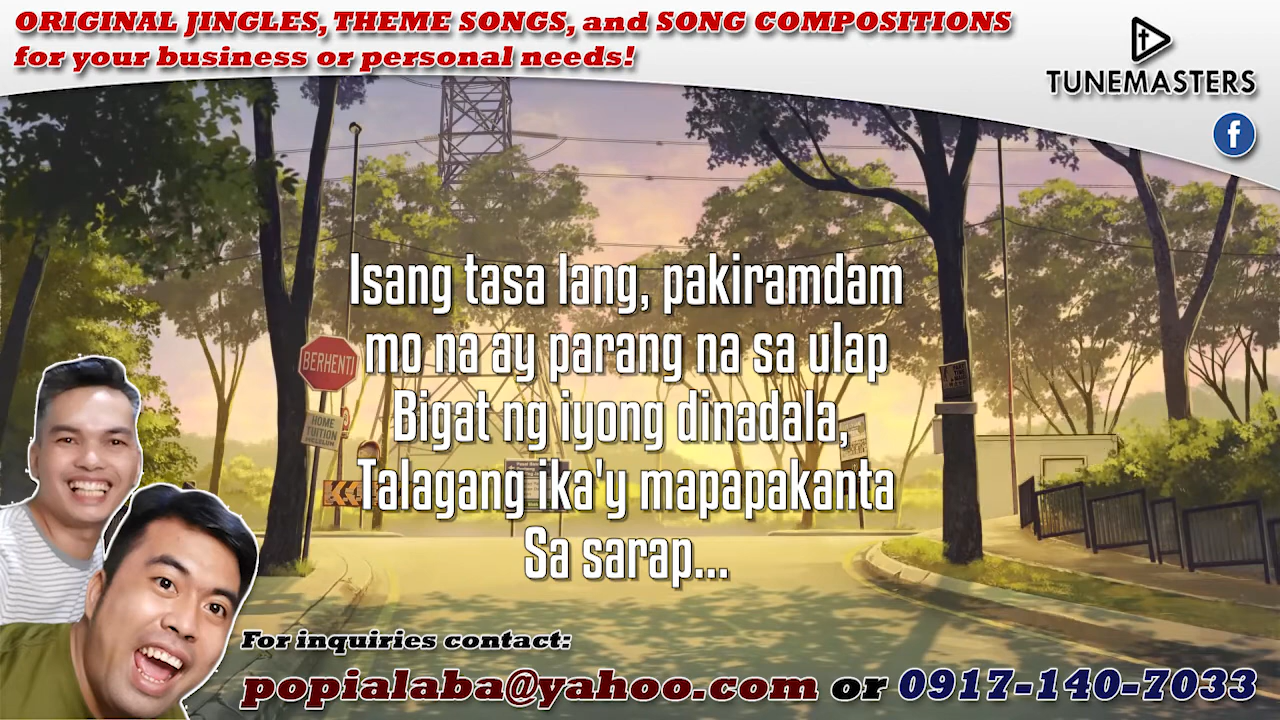 ORIGINAL JINGLES, THEME SONGS, and SONG COMPOSITIONS
for your business or personal needs!
TUNEMASTERS
f
Isang tasa lang, pakiramdam
mo na ay parang na sa ulap
Bigat ng iyong dinadala,
Talagang ika'y mapapakanta
Sa sarap...
BERHENTI
HOME
TUITION
For inquiries contact:
popialaba@yahoo.com or 0917-140-7033